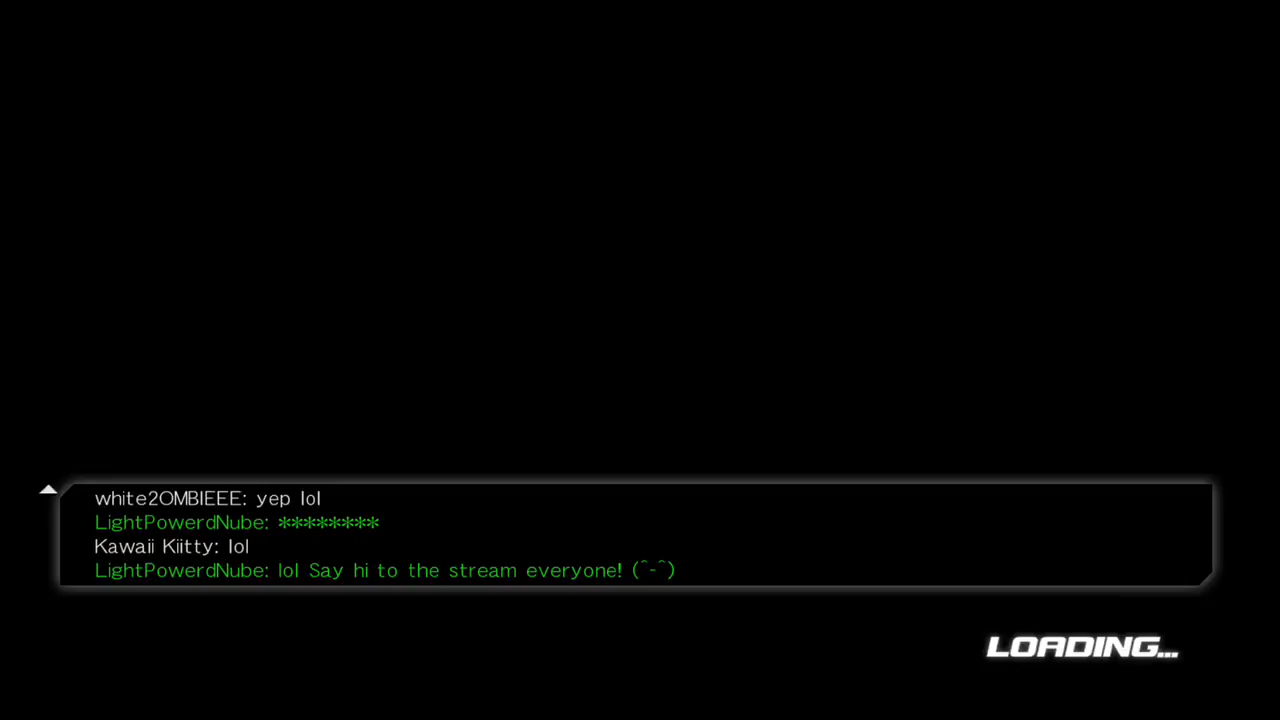 white2OMBIEEE: yep lol
LightPowerdNube: ********
Kawaii Kiitty: lol
LightPowerdNube: lol Say hi to the stream everyone! (^-^)
LOADING...